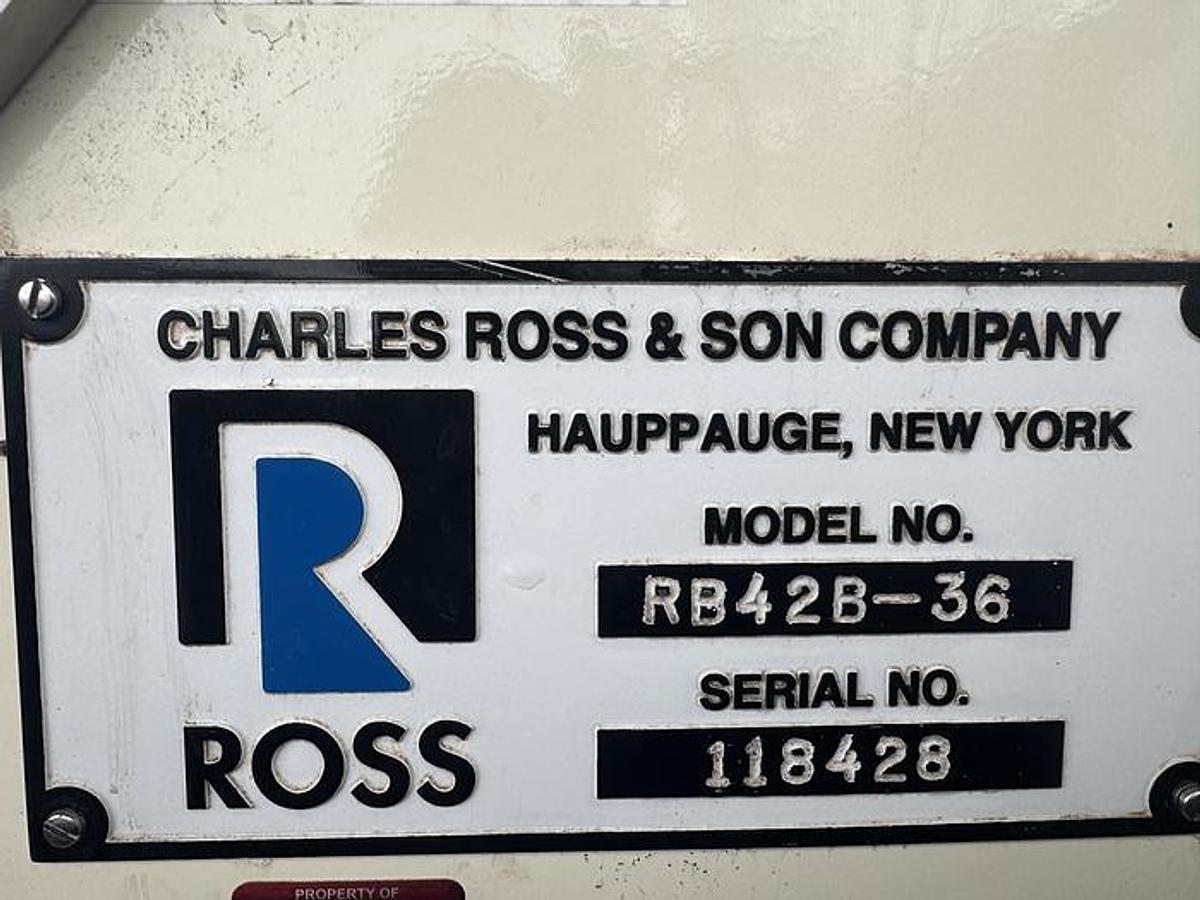 CHARLES ROSS & SON COMPANY
HAUPPAUGE, NEW YORK
MODEL NO.
RB42B-36
SERIAL NO.
118428
R
ROSS
PROPERTY OF